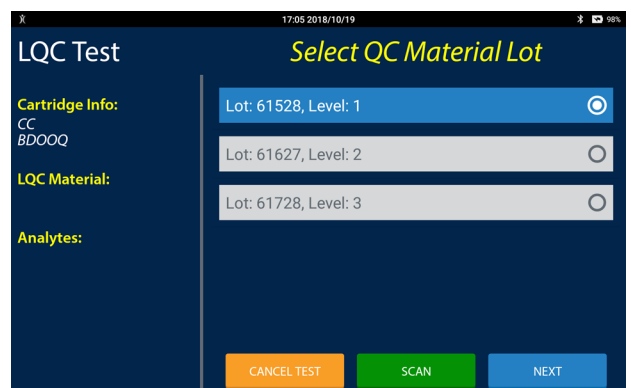 17:05 2018/10/19
98%
LQC Test
Select QC Material Lot
Cartridge Info:
CC
BDOOQ
LQC Material:
Analytes:
Lot: 61528, Level: 1
Lot: 61627, Level: 2
Lot: 61728, Level: 3
CANCEL TEST
SCAN
NEXT